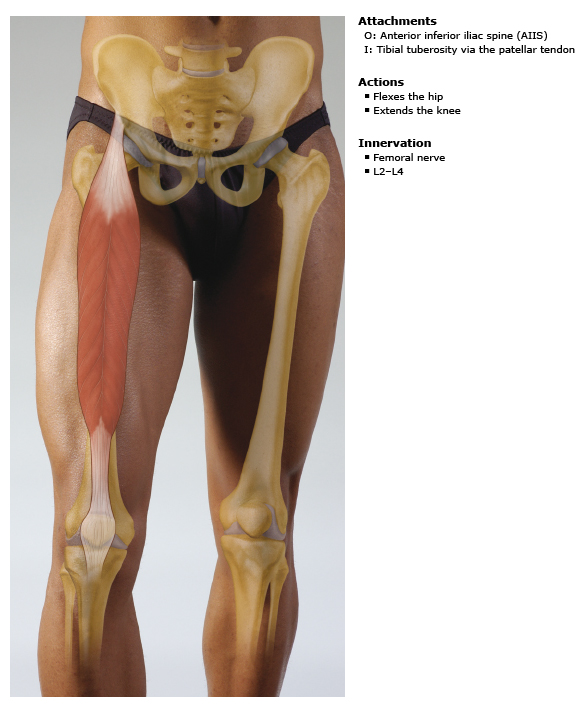 Attachments
O: Anterior inferior iliac spine (AIIS)
I: Tibial tuberosity via the patellar tendon
Actions
▪ Flexes the hip
▪ Extends the knee
Innervation
▪ Femoral nerve
▪ L2–L4